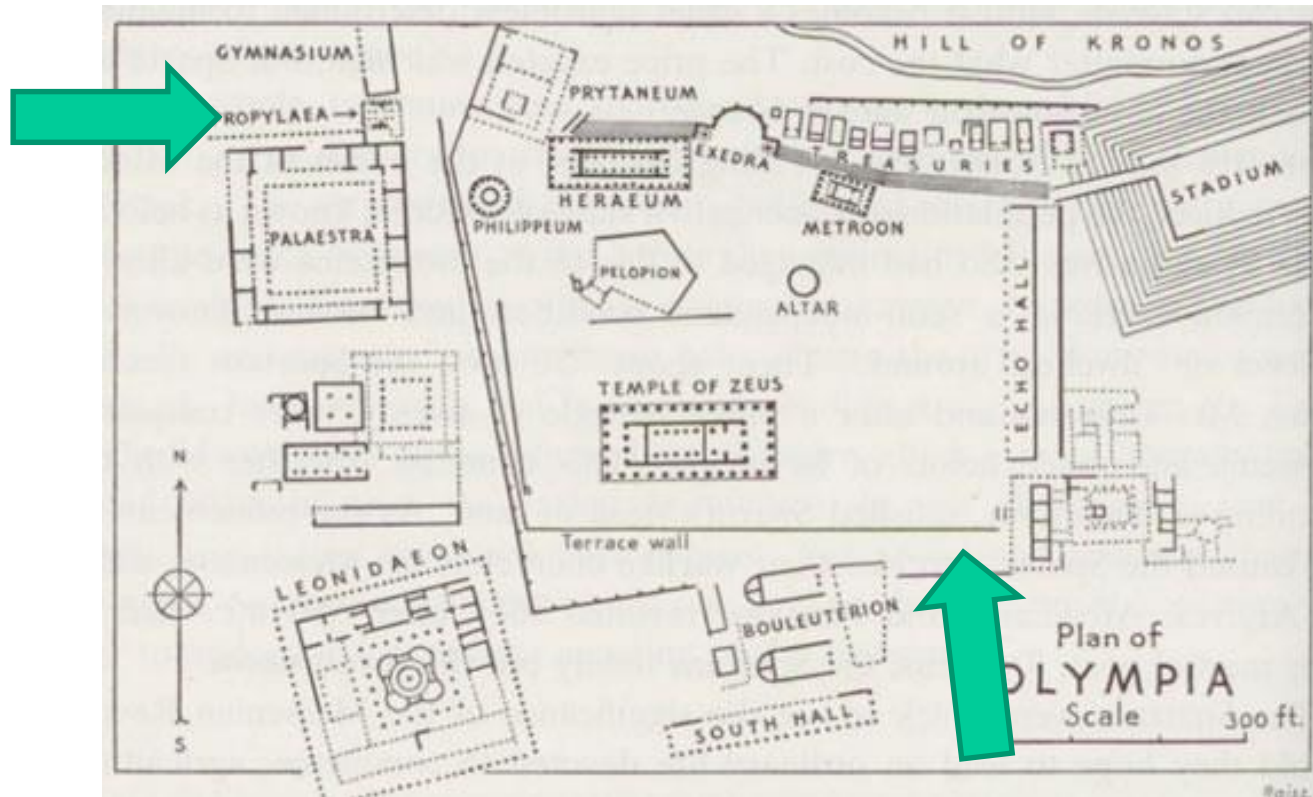 GYMNASIUM
HILL OF KRONOS
PRYTANEUM
ROPYLAEA→
EXEDRA
TREASURIES
STADIUM
HERAEUM
PHILIPPEUM
METROON
PALAESTRA
PELOPION
ALTAR
ECHO HALL
TEMPLE OF ZEUS
N
Terrace wall
LEONIDAEON
BOULEUTERION
Plan of
OLYMPIA
Scale 300 ft.
SOUTH HALL
S